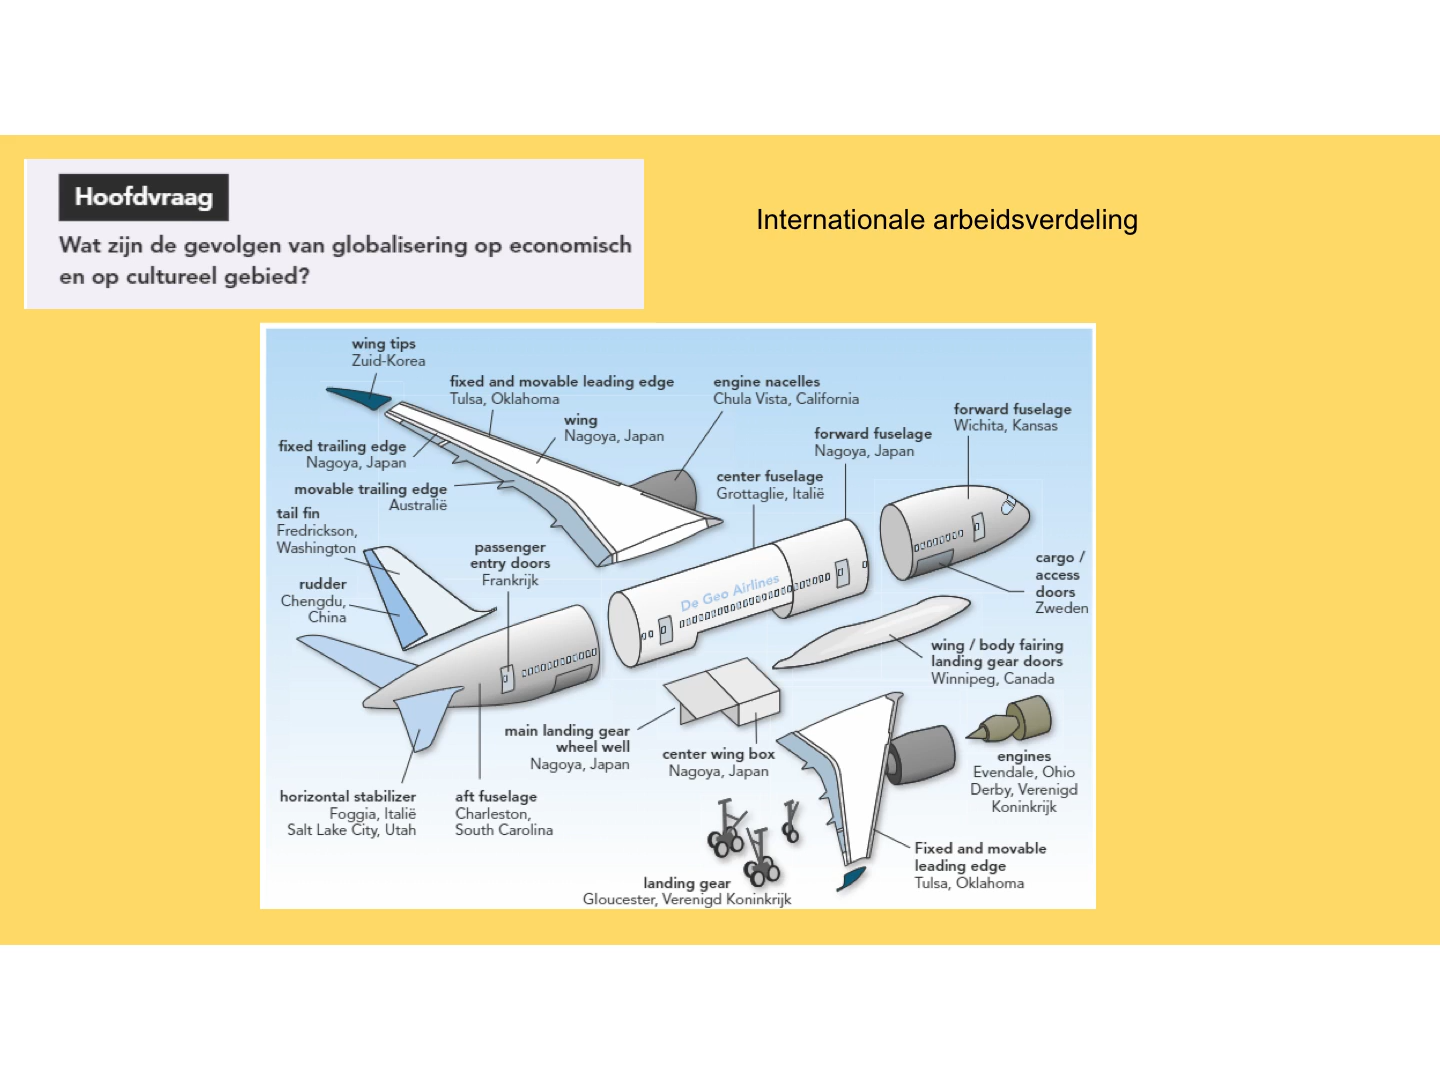 Hoofdvraag
Wat zijn de gevolgen van globalisering op economisch
en op cultureel gebied?
Internationale arbeidsverdeling
wing tips
Zuid-Korea
fixed and movable leading edge
Tulsa, Oklahoma
engine nacelles
Chula Vista, California
wing
Nagoya, Japan
forward fuselage
Wichita, Kansas
forward fuselage
Nagoya, Japan
fixed trailing edge
Nagoya, Japan
center fuselage
Grottaglie, Italië
movable trailing edge
Australië
tail fin
Fredrickson,
Washington
passenger
entry doors
Frankrijk
cargo /
access
doors
Zweden
rudder
Chengdu,
China
De Geo Airlines
wing / body fairing
landing gear doors
Winnipeg, Canada
main landing gear
wheel well
Nagoya, Japan
center wing box
Nagoya, Japan
engines
Evendale, Ohio
Derby, Verenigd
Koninkrijk
horizontal stabilizer
Foggia, Italië
Salt Lake City, Utah
aft fuselage
Charleston,
South Carolina
Fixed and movable
leading edge
Tulsa, Oklahoma
landing gear
Gloucester, Verenigd Koninkrijk